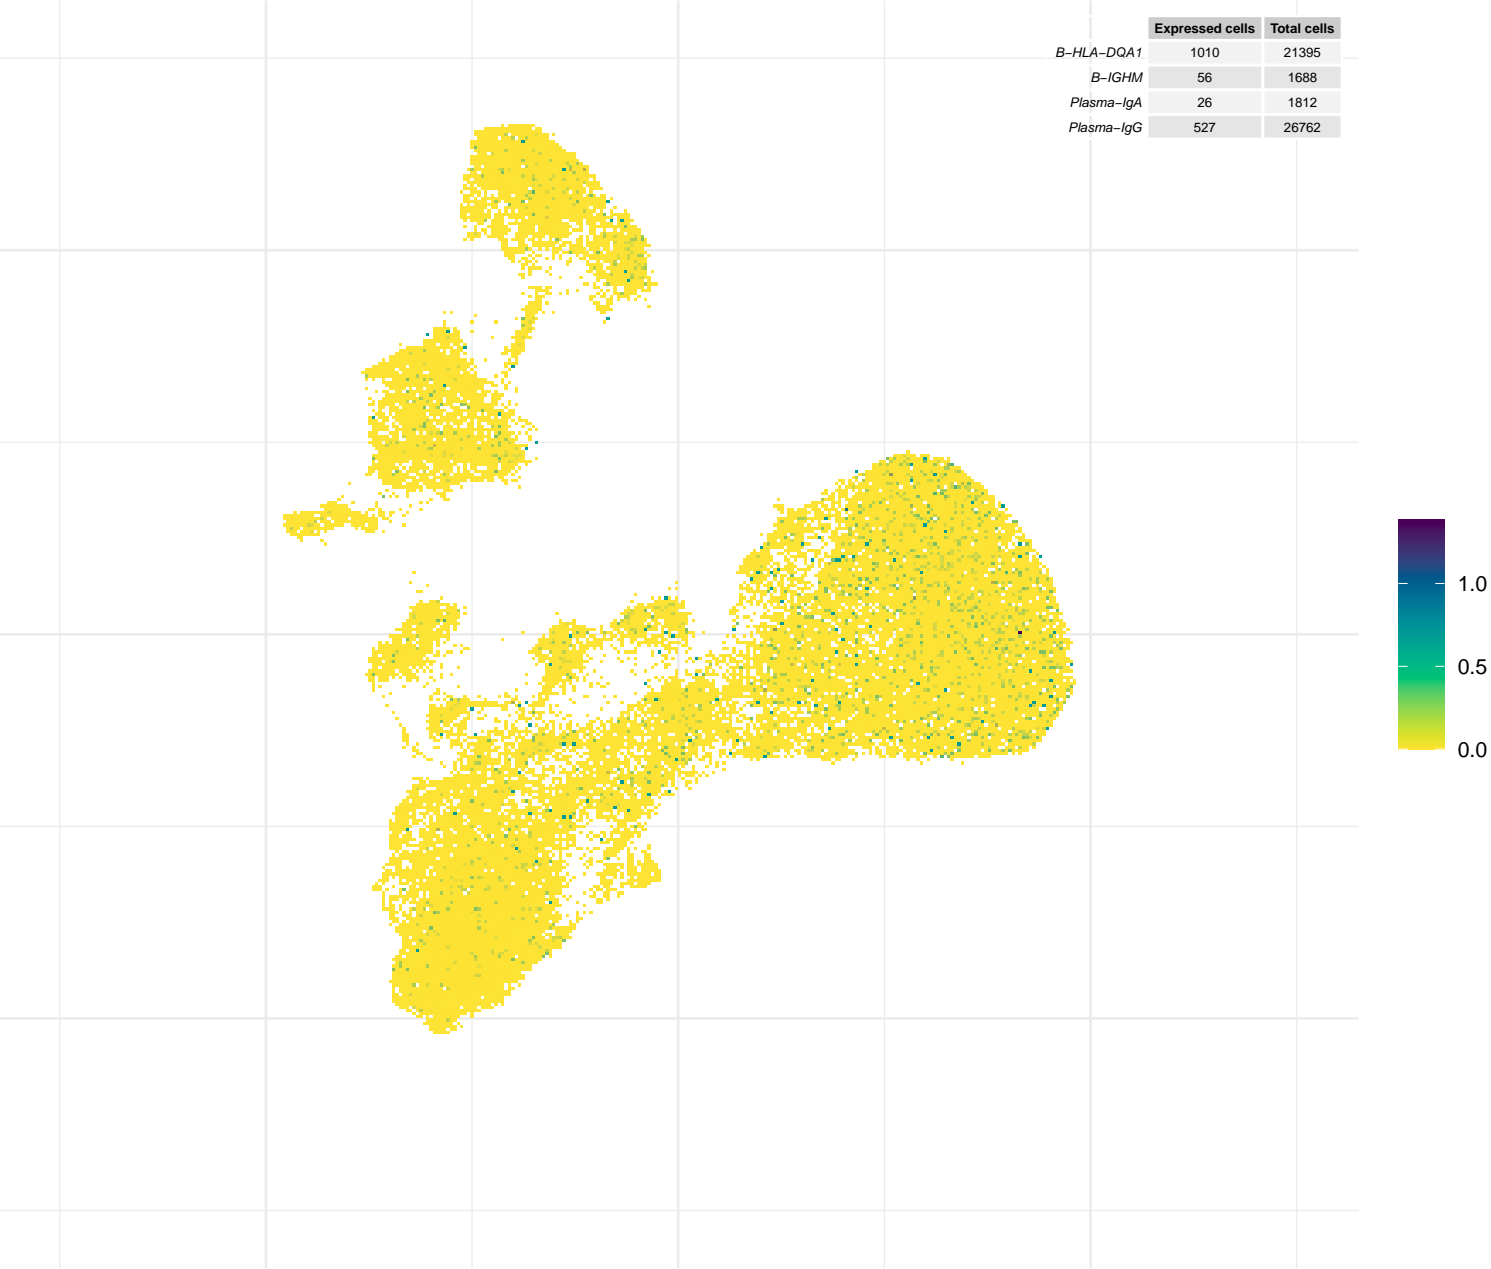 Expressed cells Total cells
B−HLA−DQA1 1010 21395
B−IGHM 56 1688
Plasma−IgA 26 1812
Plasma−IgG 527 26762
1.0
0.5
0.0